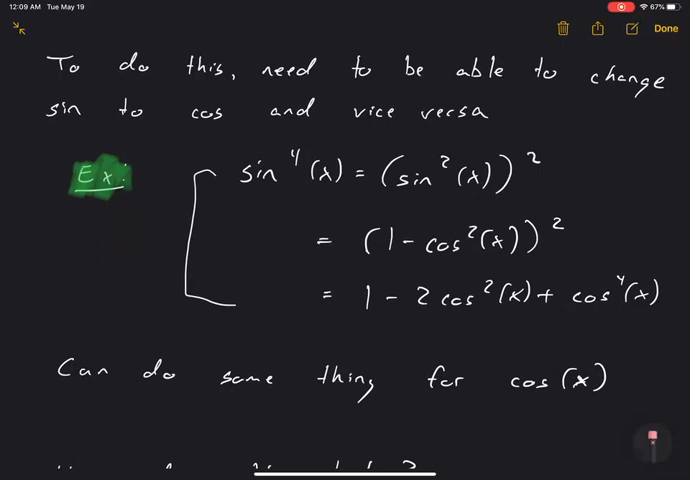 12:09 AM Tue May 19
67%
Done
To do this, need to be able to change
sin to cos and vice versa
Ex: sin⁴(x) = (sin²(x))²
= (1 - cos²(x))²
= 1 - 2cos²(x) + cos⁴(x)
Can do same thing for cos(x)